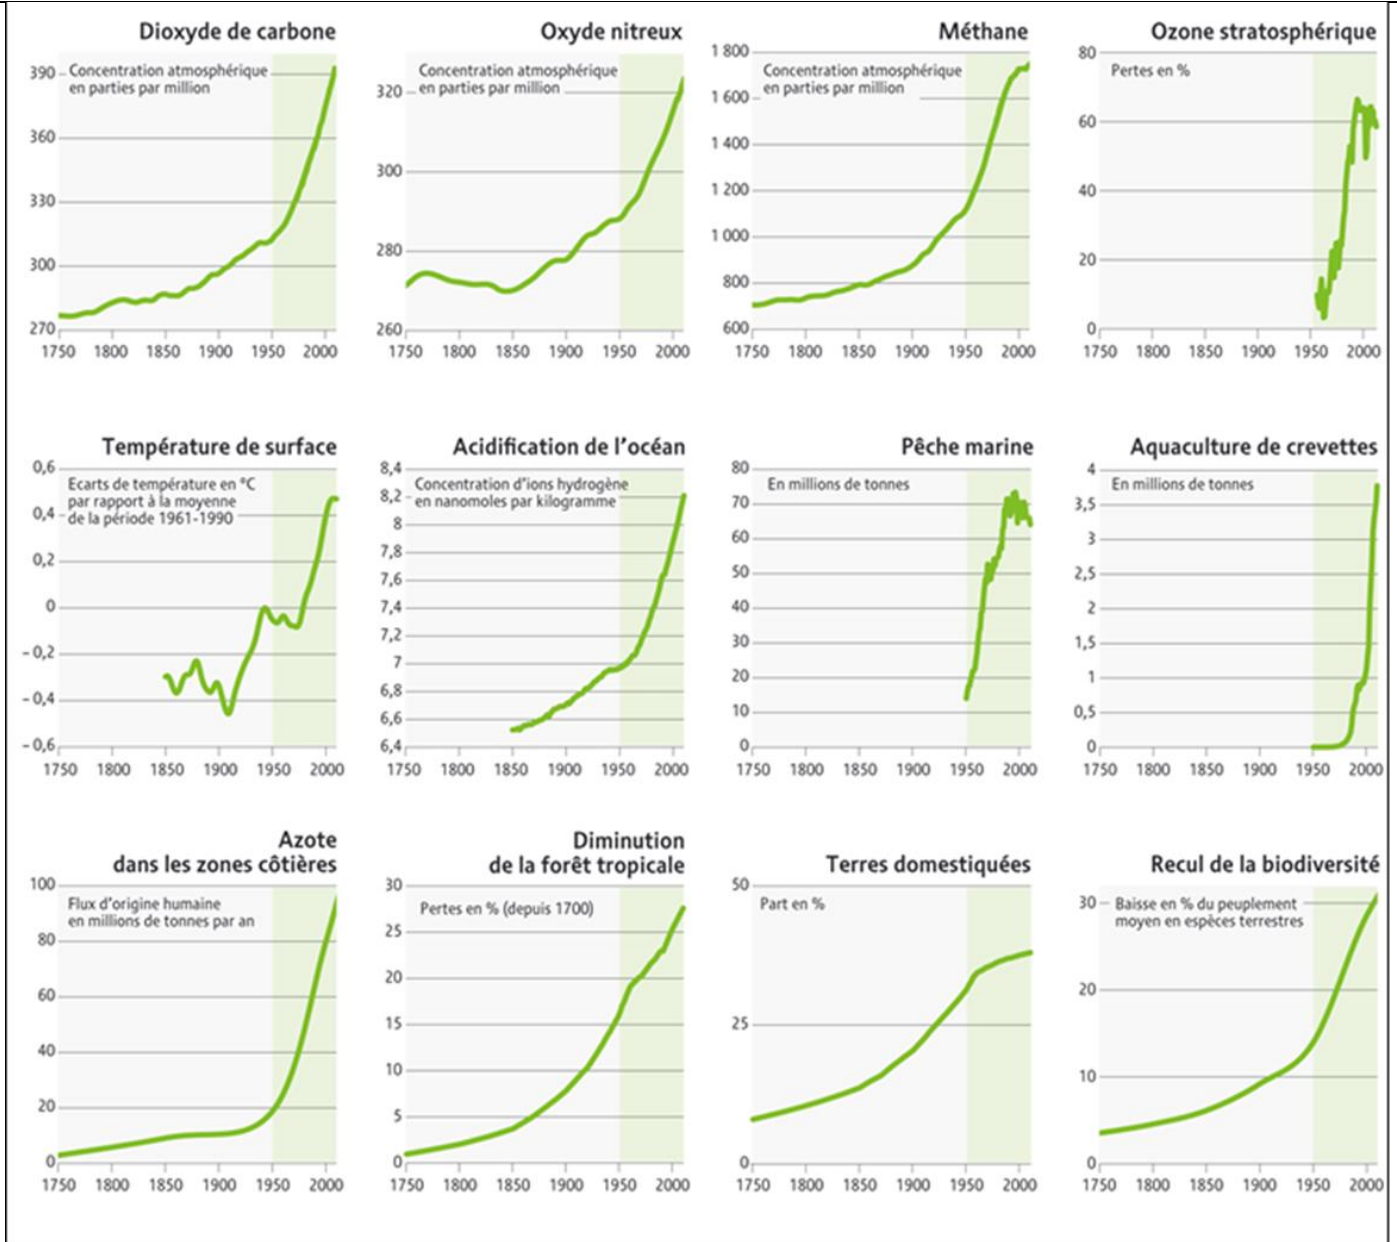 Dioxyde de carbone
Concentration atmosphérique
en parties par million
390
360
330
300
270
1750 1800 1850 1900 1950 2000
Oxyde nitreux
Concentration atmosphérique
en parties par million
320
300
280
260
1750 1800 1850 1900 1950 2000
Méthane
Concentration atmosphérique
en parties par million
1 800
1 600
1 400
1 200
1 000
800
600
1750 1800 1850 1900 1950 2000
Ozone stratosphérique
Pertes en %
80
60
40
20
0
1750 1800 1850 1900 1950 2000
Température de surface
Ecarts de température en °C
par rapport à la moyenne
de la période 1961-1990
0,6
0,4
0,2
0
- 0,2
- 0,4
- 0,6
1750 1800 1850 1900 1950 2000
Acidification de l'océan
Concentration d'ions hydrogène
en nanomoles par kilogramme
8,4
8,2
8
7,8
7,6
7,4
7,2
7
6,8
6,6
6,4
1750 1800 1850 1900 1950 2000
Pêche marine
En millions de tonnes
80
70
60
50
40
30
20
10
0
1750 1800 1850 1900 1950 2000
Aquaculture de crevettes
En millions de tonnes
4
3,5
3
2,5
2
1,5
1
0,5
0
1750 1800 1850 1900 1950 2000
Azote
dans les zones côtières
Flux d'origine humaine
en millions de tonnes par an
100
80
60
40
20
0
1750 1800 1850 1900 1950 2000
Diminution
de la forêt tropicale
Pertes en % (depuis 1700)
30
25
20
15
10
5
0
1750 1800 1850 1900 1950 2000
Terres domestiquées
Part en %
50
25
0
1750 1800 1850 1900 1950 2000
Recul de la biodiversité
Baisse en % du peuplement
moyen en espèces terrestres
30
20
10
0
1750 1800 1850 1900 1950 2000